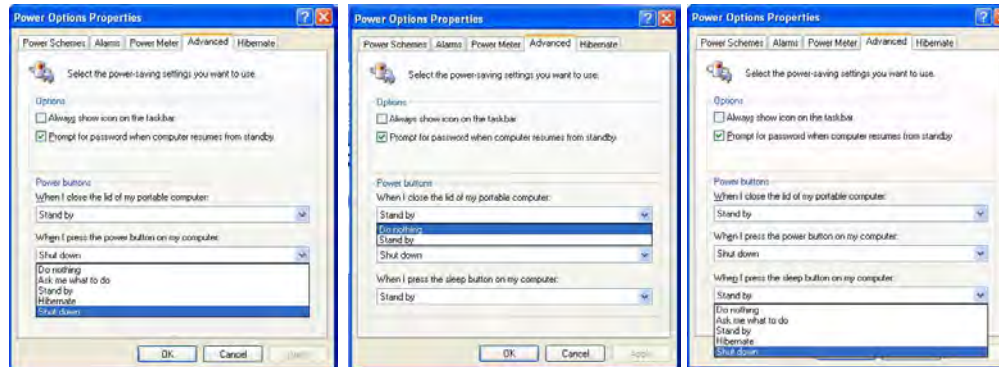 Power Options Properties
Power Schemes Alarms Power Meter Advanced Hibernate
Select the power-saving settings you want to use.
Options
Always show icon on the taskbar
Prompt for password when computer resumes from standby
Power buttons
When I close the lid of my portable computer:
Stand by
When I press the power button on my computer:
Shut down
Do nothing
Ask me what to do
Stand by
Hibernate
Shut down
OK Cancel
Power Options Properties
Power Schemes Alarms Power Meter Advanced Hibernate
Select the power-saving settings you want to use.
Options
Always show icon on the taskbar
Prompt for password when computer resumes from standby
Power buttons
When I close the lid of my portable computer:
Stand by
Do nothing
Stand by
Shut down
When I press the sleep button on my computer:
Stand by
OK Cancel Apply
Power Options Properties
Power Schemes Alarms Power Meter Advanced Hibernate
Select the power-saving settings you want to use.
Options
Always show icon on the taskbar
Prompt for password when computer resumes from standby
Power buttons
When I close the lid of my portable computer:
Stand by
When I press the power button on my computer:
Shut down
When I press the sleep button on my computer:
Stand by
Do nothing
Ask me what to do
Stand by
Hibernate
Shut down